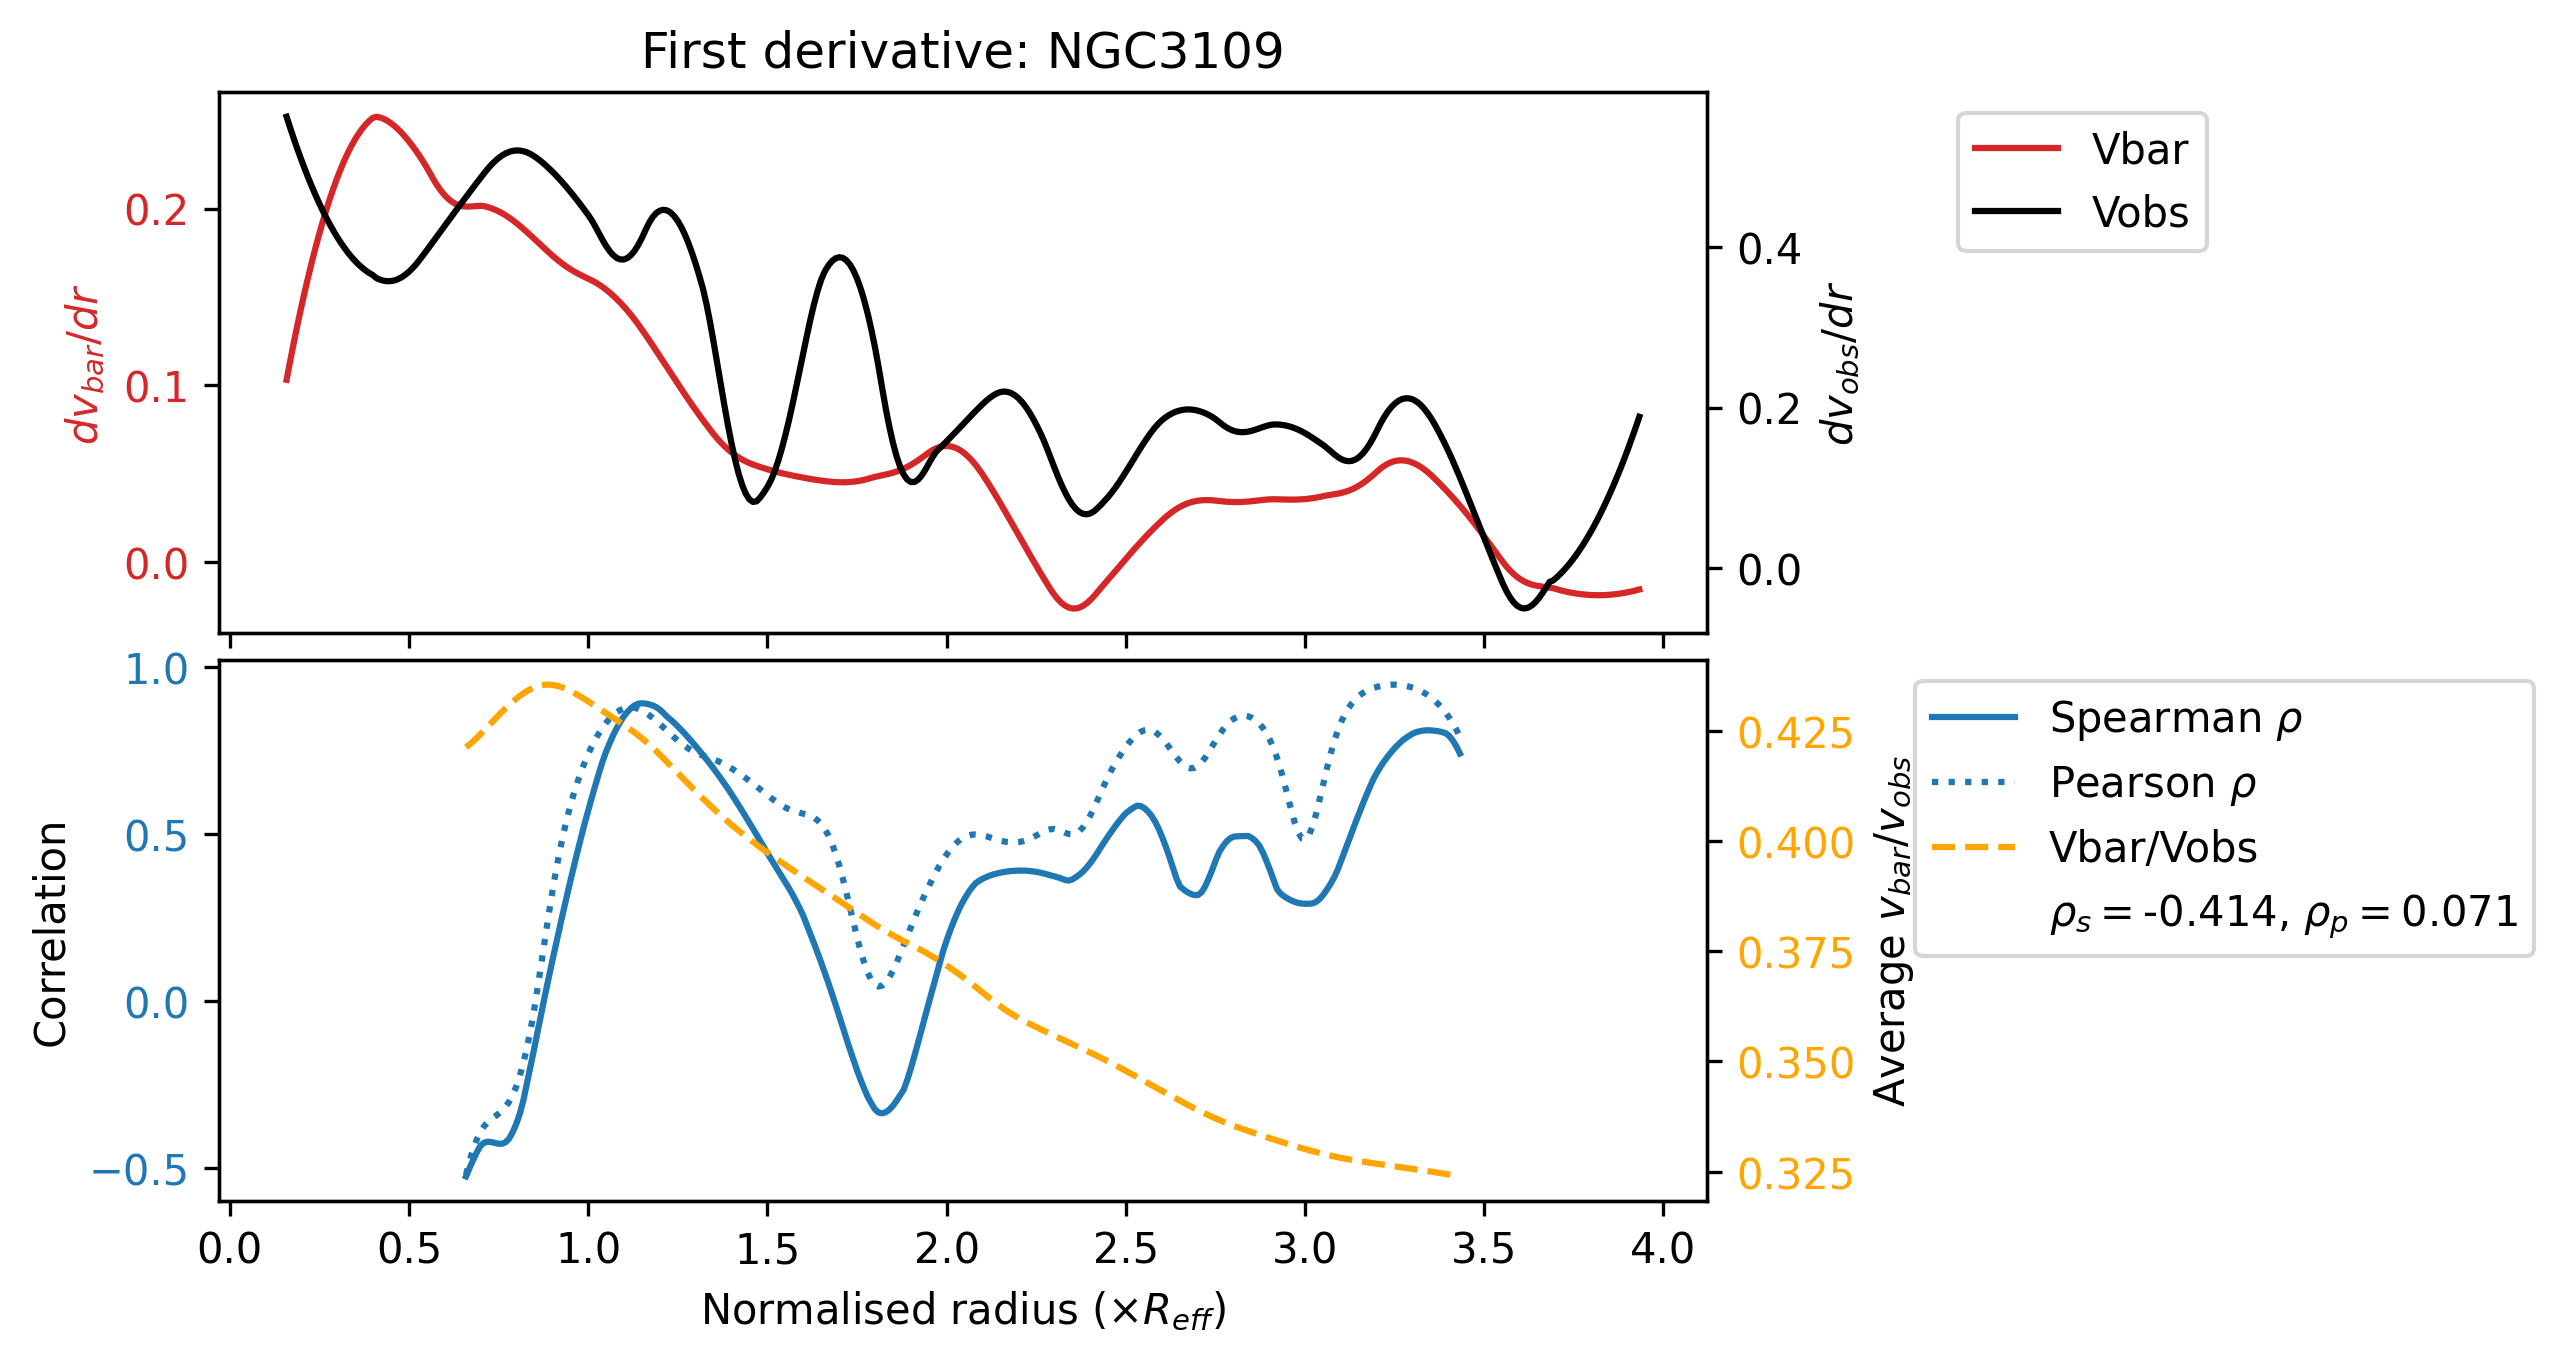 First derivative: NGC3109
dv_bar/dr
0.2
0.1
0.0
0.4
0.2
0.0
dv_obs/dr
Vbar
Vobs
Correlation
1.0
0.5
0.0
−0.5
0.425
0.400
0.375
0.350
0.325
Average v_bar/v_obs
Spearman ρ
Pearson ρ
Vbar/Vobs
ρ_s = -0.414, ρ_p = 0.071
0.0 0.5 1.0 1.5 2.0 2.5 3.0 3.5 4.0
Normalised radius (×R_eff)